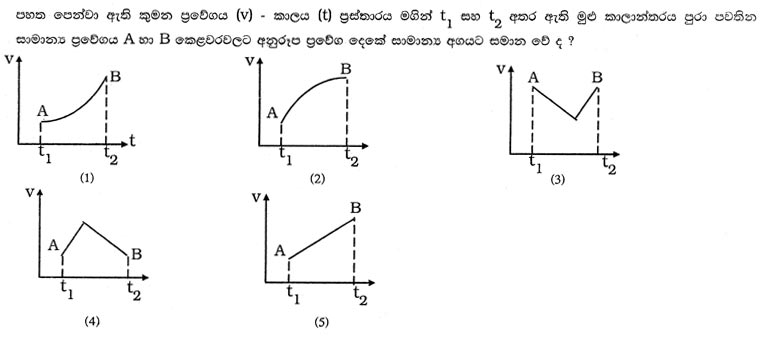 පහත පෙන්වා ඇති කුමන ප්‍රවේගය (v) - කාලය (t) ප්‍රස්තාරය මගින් t₁ සහ t₂ අතර ඇති මුළු කාලාන්තරය පුරා පවතින
සාමාන්‍ය ප්‍රවේගය A හා B කෙළවරවලට අනුරූප ප්‍රවේග දෙකේ සාමාන්‍ය අගයට සමාන වේ ද ?
v
A
B
t
t₁
t₂
(1)
v
A
B
t₁
t₂
(2)
v
A
B
t₁
t₂
(3)
v
A
B
t₁
t₂
(4)
v
A
B
t₁
t₂
(5)